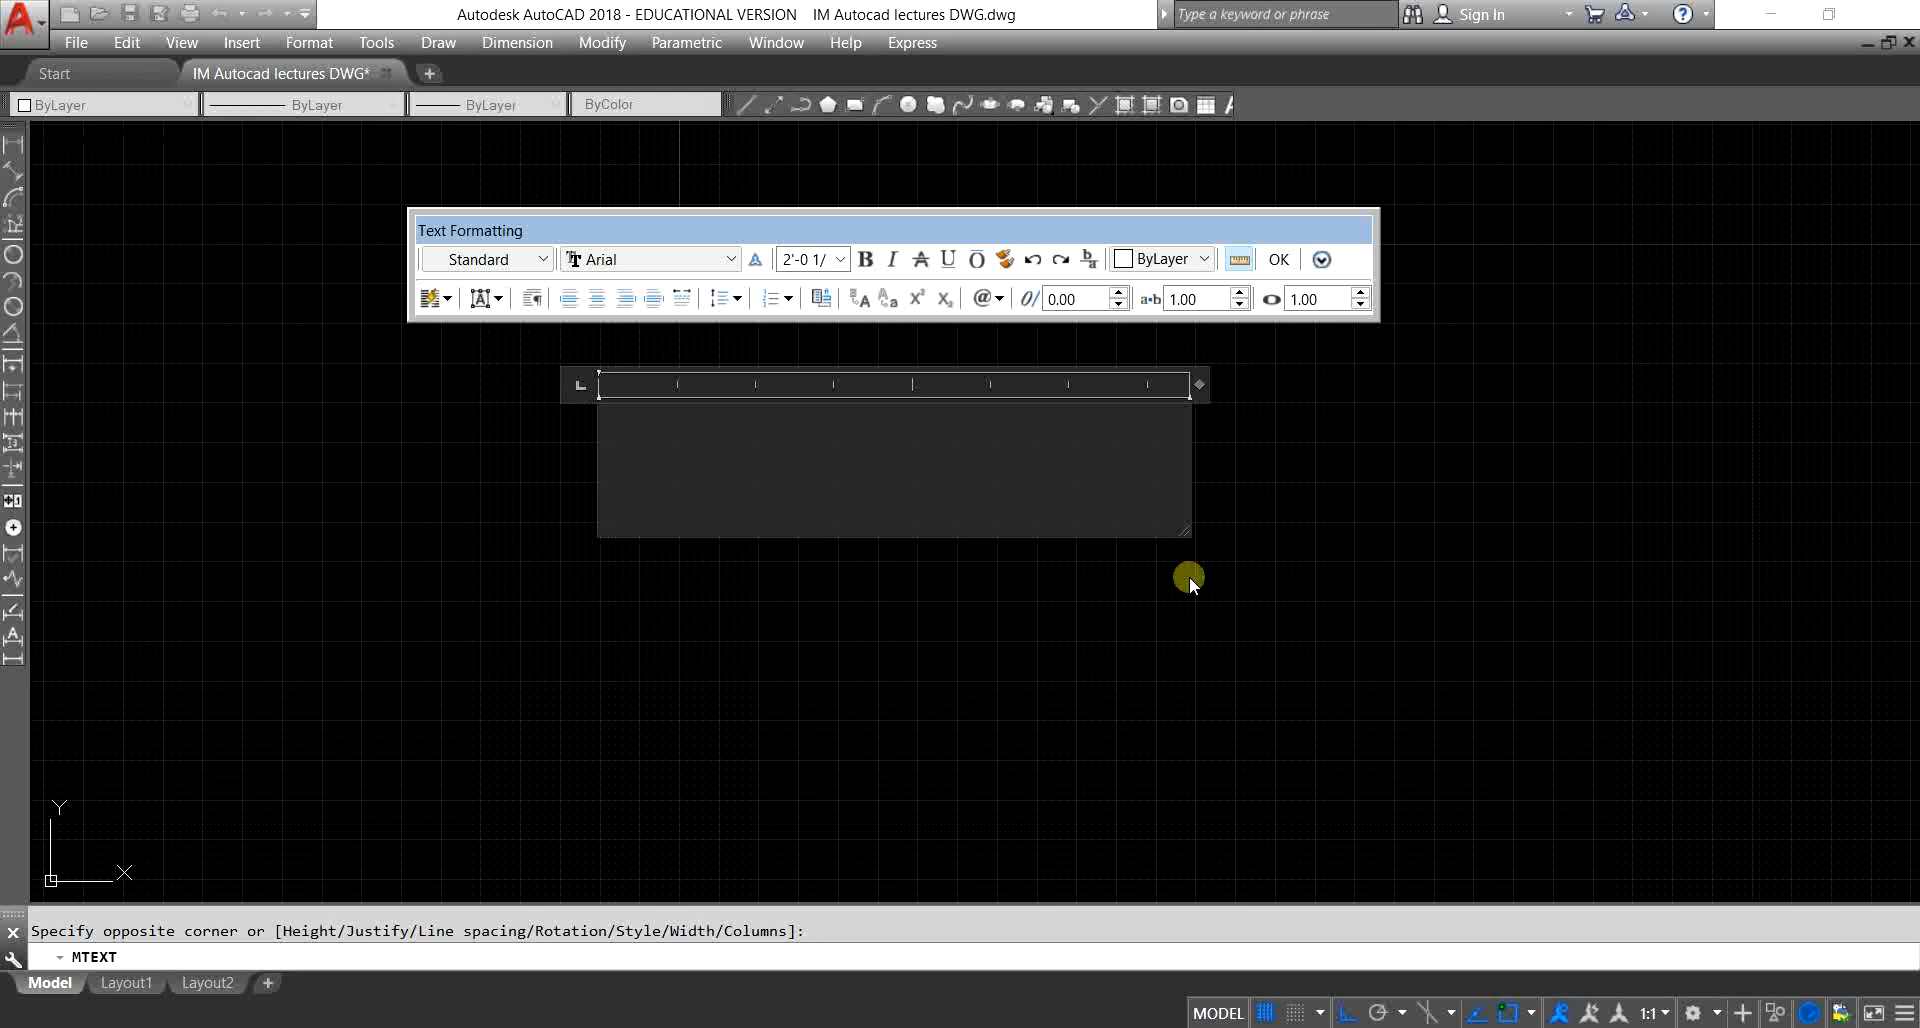 Autodesk AutoCAD 2018 - EDUCATIONAL VERSION IM Autocad lectures DWG.dwg
Type a keyword or phrase
Sign In
File Edit View Insert Format Tools Draw Dimension Modify Parametric Window Help Express
Start
IM Autocad lectures DWG*
ByLayer ByLayer ByLayer ByColor
Text Formatting
Standard Arial 2'-0 1/ B I A U O b/a ByLayer OK
@ 0/ 0.00 a•b 1.00 1.00
Y
X
Specify opposite corner or [Height/Justify/Line spacing/Rotation/Style/Width/Columns]:
MTEXT
Model Layout1 Layout2
MODEL 1:1